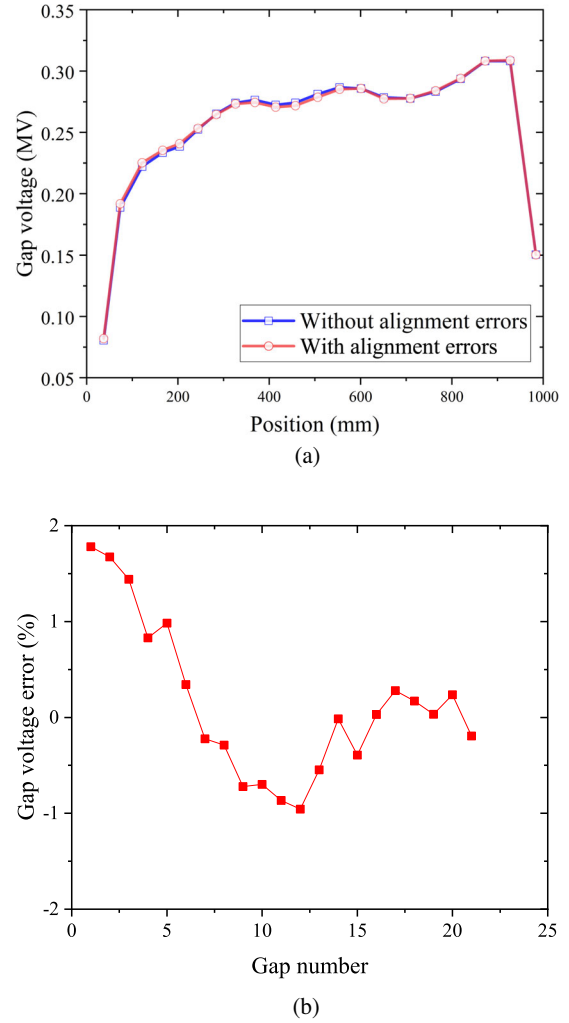 0.35
0.30
0.25
0.20
0.15
0.10
0.05
Gap voltage (MV)
Without alignment errors
With alignment errors
0 200 400 600 800 1000
Position (mm)
(a)
2
1
0
-1
-2
Gap voltage error (%)
0 5 10 15 20 25
Gap number
(b)